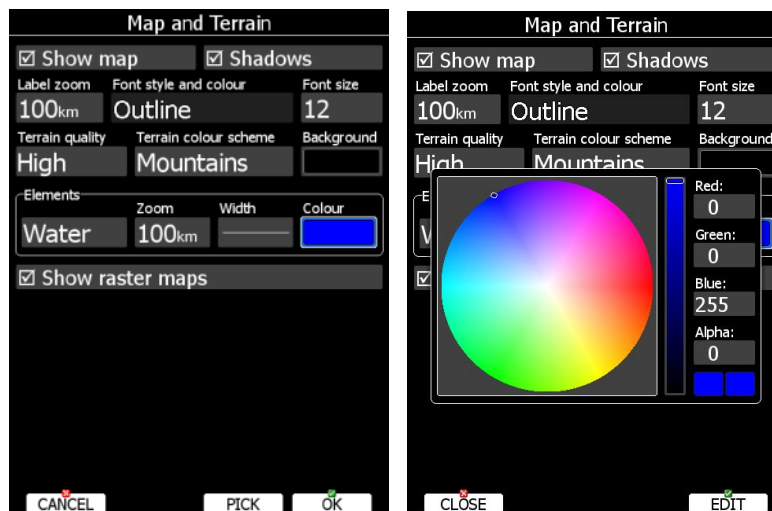 Map and Terrain
Show map Shadows
Label zoom Font style and colour Font size
100km Outline 12
Terrain quality Terrain colour scheme Background
High Mountains
Elements
Zoom Width Colour
Water 100km
Show raster maps
CANCEL PICK OK
Map and Terrain
Show map Shadows
Label zoom Font style and colour Font size
100km Outline 12
Terrain quality Terrain colour scheme Background
High Mountains
Red:
0
Green:
0
Blue:
255
Alpha:
0
CLOSE EDIT